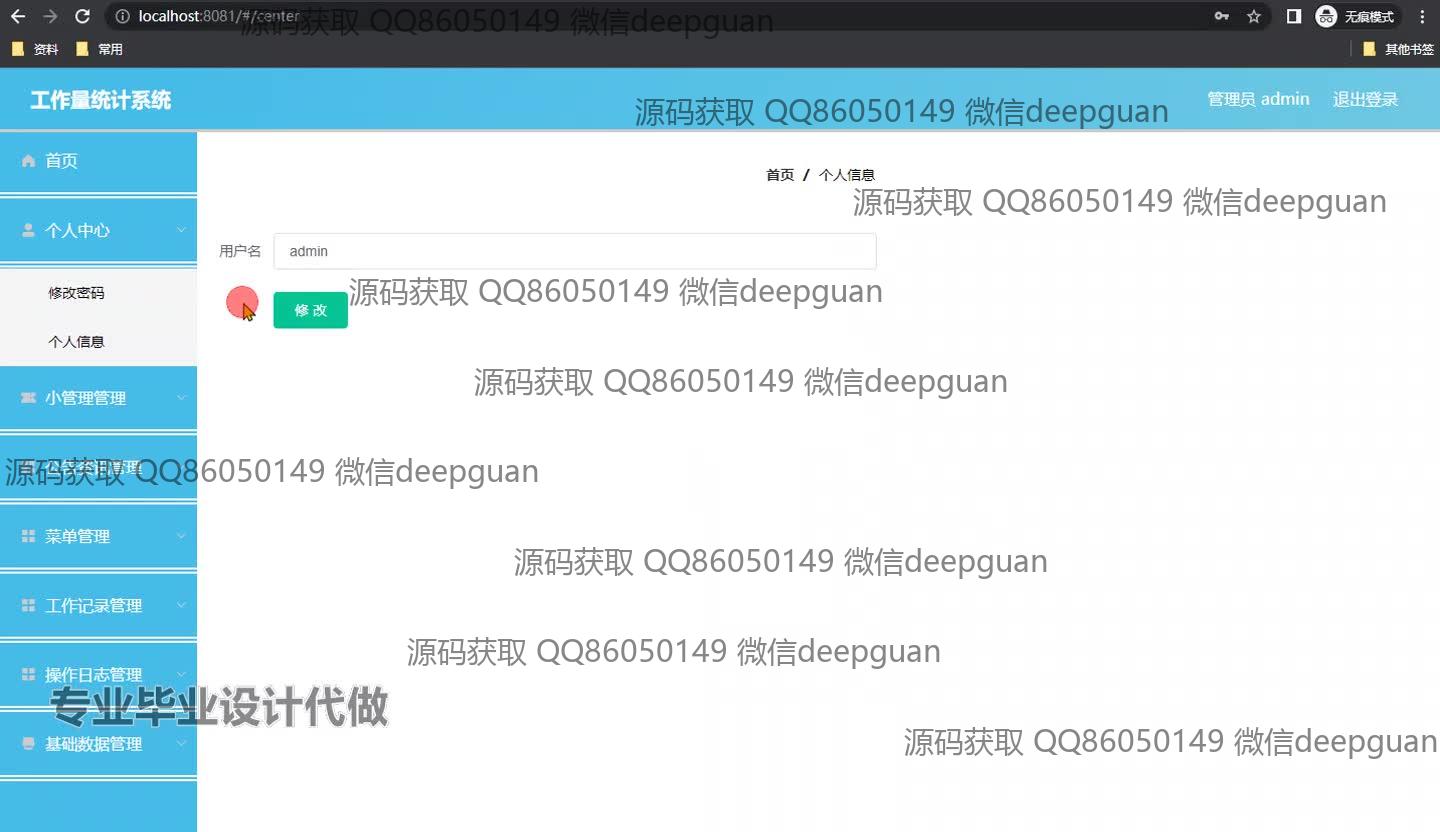 localhost:8081/#/center
源码获取 QQ86050149 微信deepguan
无痕模式
资料
常用
其他书签
工作量统计系统
源码获取 QQ86050149 微信deepguan
管理员 admin
退出登录
首页
首页 / 个人信息
源码获取 QQ86050149 微信deepguan
个人中心
用户名
admin
修改密码
源码获取 QQ86050149 微信deepguan
修 改
个人信息
小管理管理
源码获取 QQ86050149 微信deepguan
源码获取 QQ86050149 微信deepguan
菜单管理
源码获取 QQ86050149 微信deepguan
工作记录管理
源码获取 QQ86050149 微信deepguan
操作日志管理
专业毕业设计代做
基础数据管理
源码获取 QQ86050149 微信deepguan